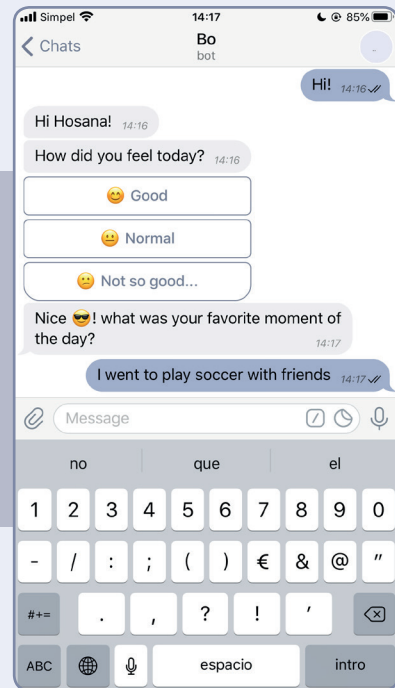 Simpel 14:17 85%
Chats
Bo
bot
Hi! 14:16
Hi Hosana! 14:16
How did you feel today? 14:16
😊 Good
😐 Normal
🙁 Not so good...
Nice 😎! what was your favorite moment of
the day? 14:17
I went to play soccer with friends 14:17
Message
no que el
1 2 3 4 5 6 7 8 9 0
- / : ; ( ) € & @ "
#+= . , ? ! '
ABC espacio intro